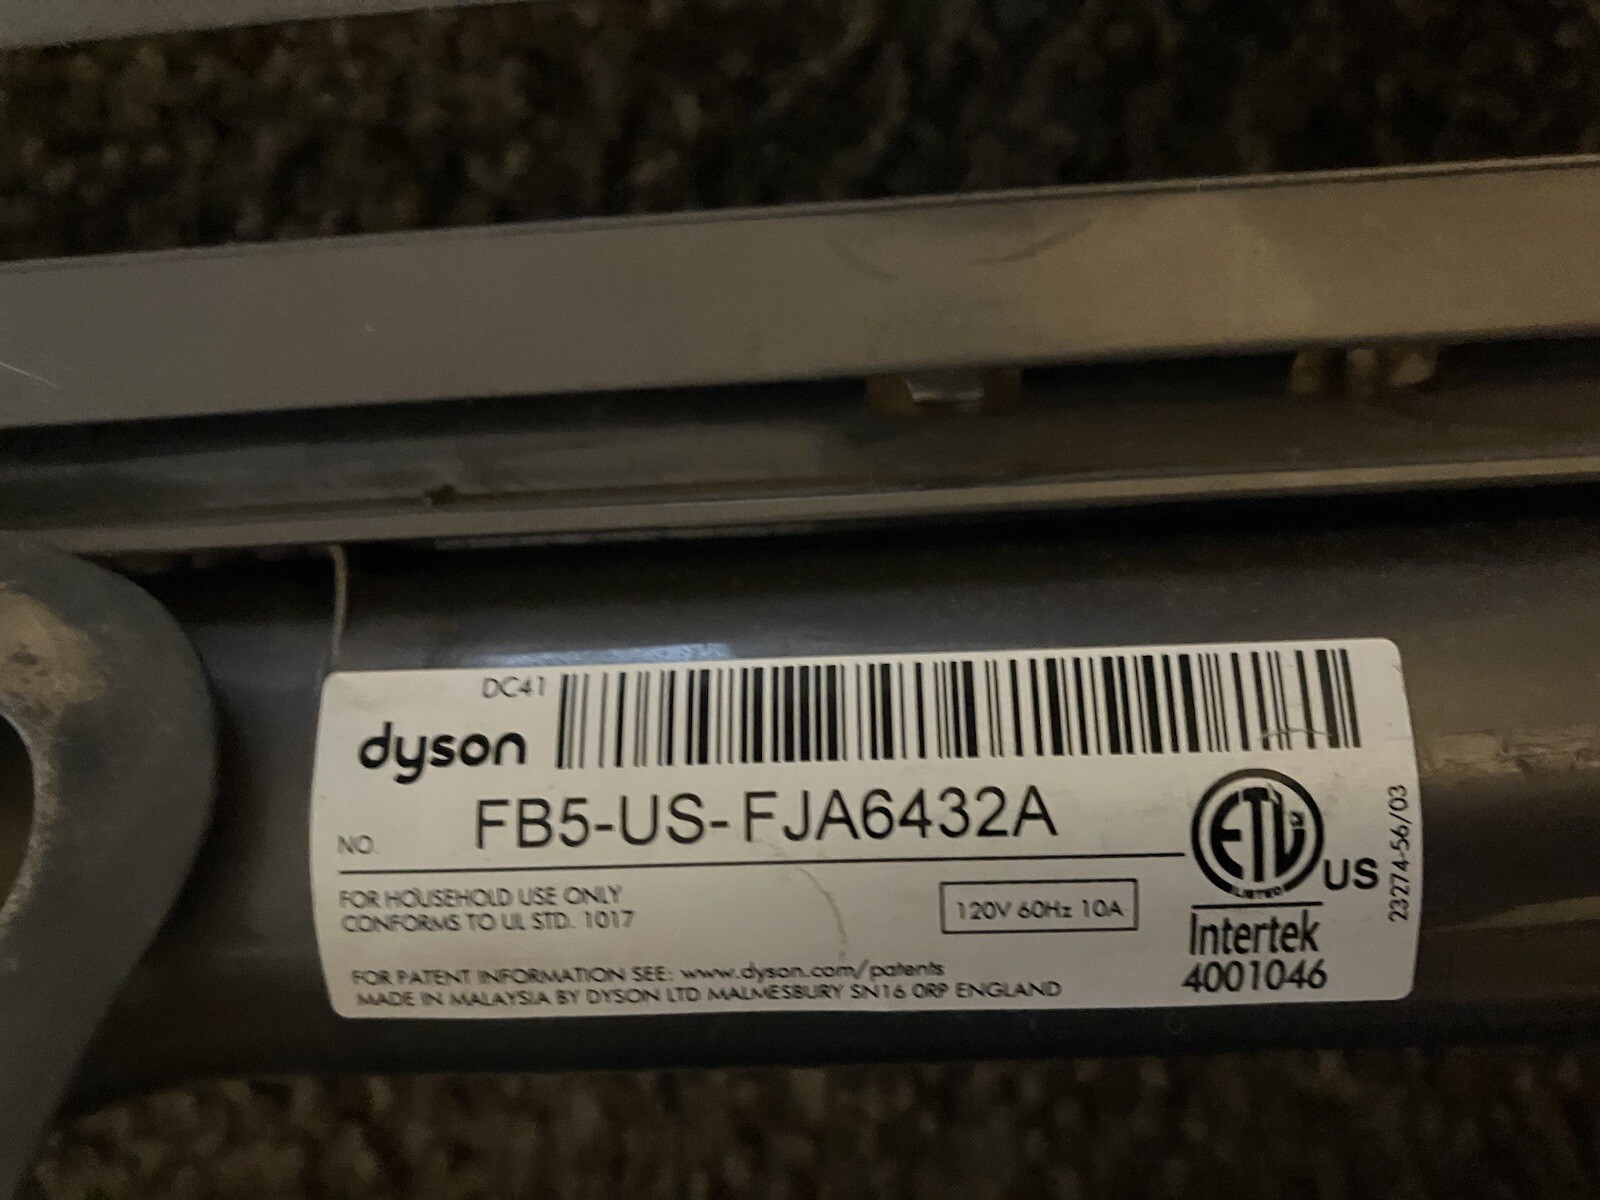 DC41
dyson
NO. FB5-US-FJA6432A
FOR HOUSEHOLD USE ONLY
CONFORMS TO UL STD. 1017
120V 60Hz 10A
FOR PATENT INFORMATION SEE: www.dyson.com/patents
MADE IN MALAYSIA BY DYSON LTD MALMESBURY SN16 0RP ENGLAND
ETL
LISTED
US
Intertek
4001046
23274-56/03